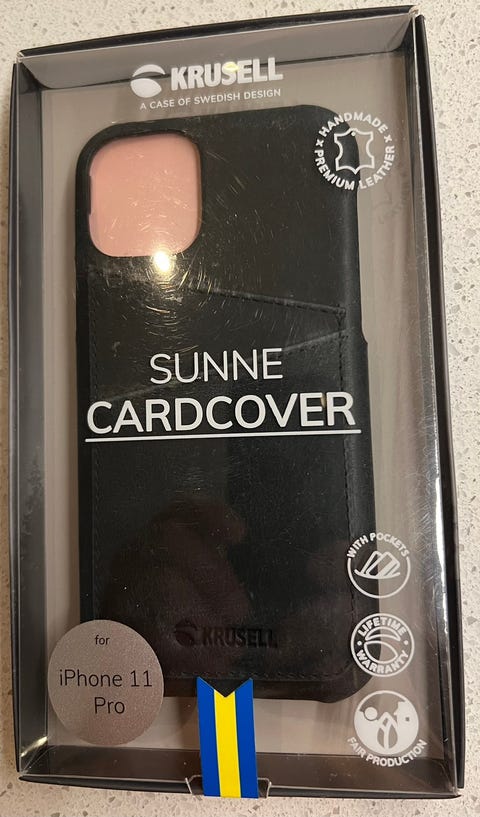 KRUSELL
A CASE OF SWEDISH DESIGN
HANDMADE x
PREMIUM LEATHER x
SUNNE
CARDCOVER
WITH POCKETS
KRUSELL
LIFETIME
WARRANTY
for
iPhone 11
Pro
FAIR PRODUCTION